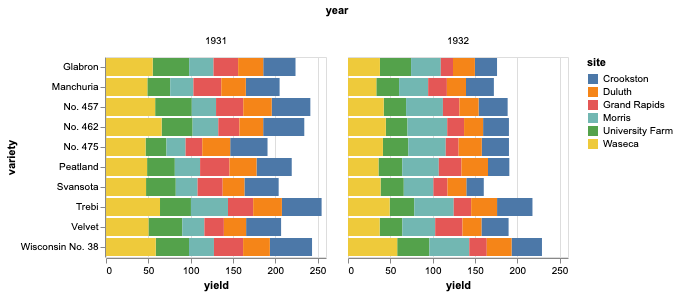 year
1931
1932
variety
Glabron
Manchuria
No. 457
No. 462
No. 475
Peatland
Svansota
Trebi
Velvet
Wisconsin No. 38
0 50 100 150 200 250
0 50 100 150 200 250
yield
yield
site
Crookston
Duluth
Grand Rapids
Morris
University Farm
Waseca